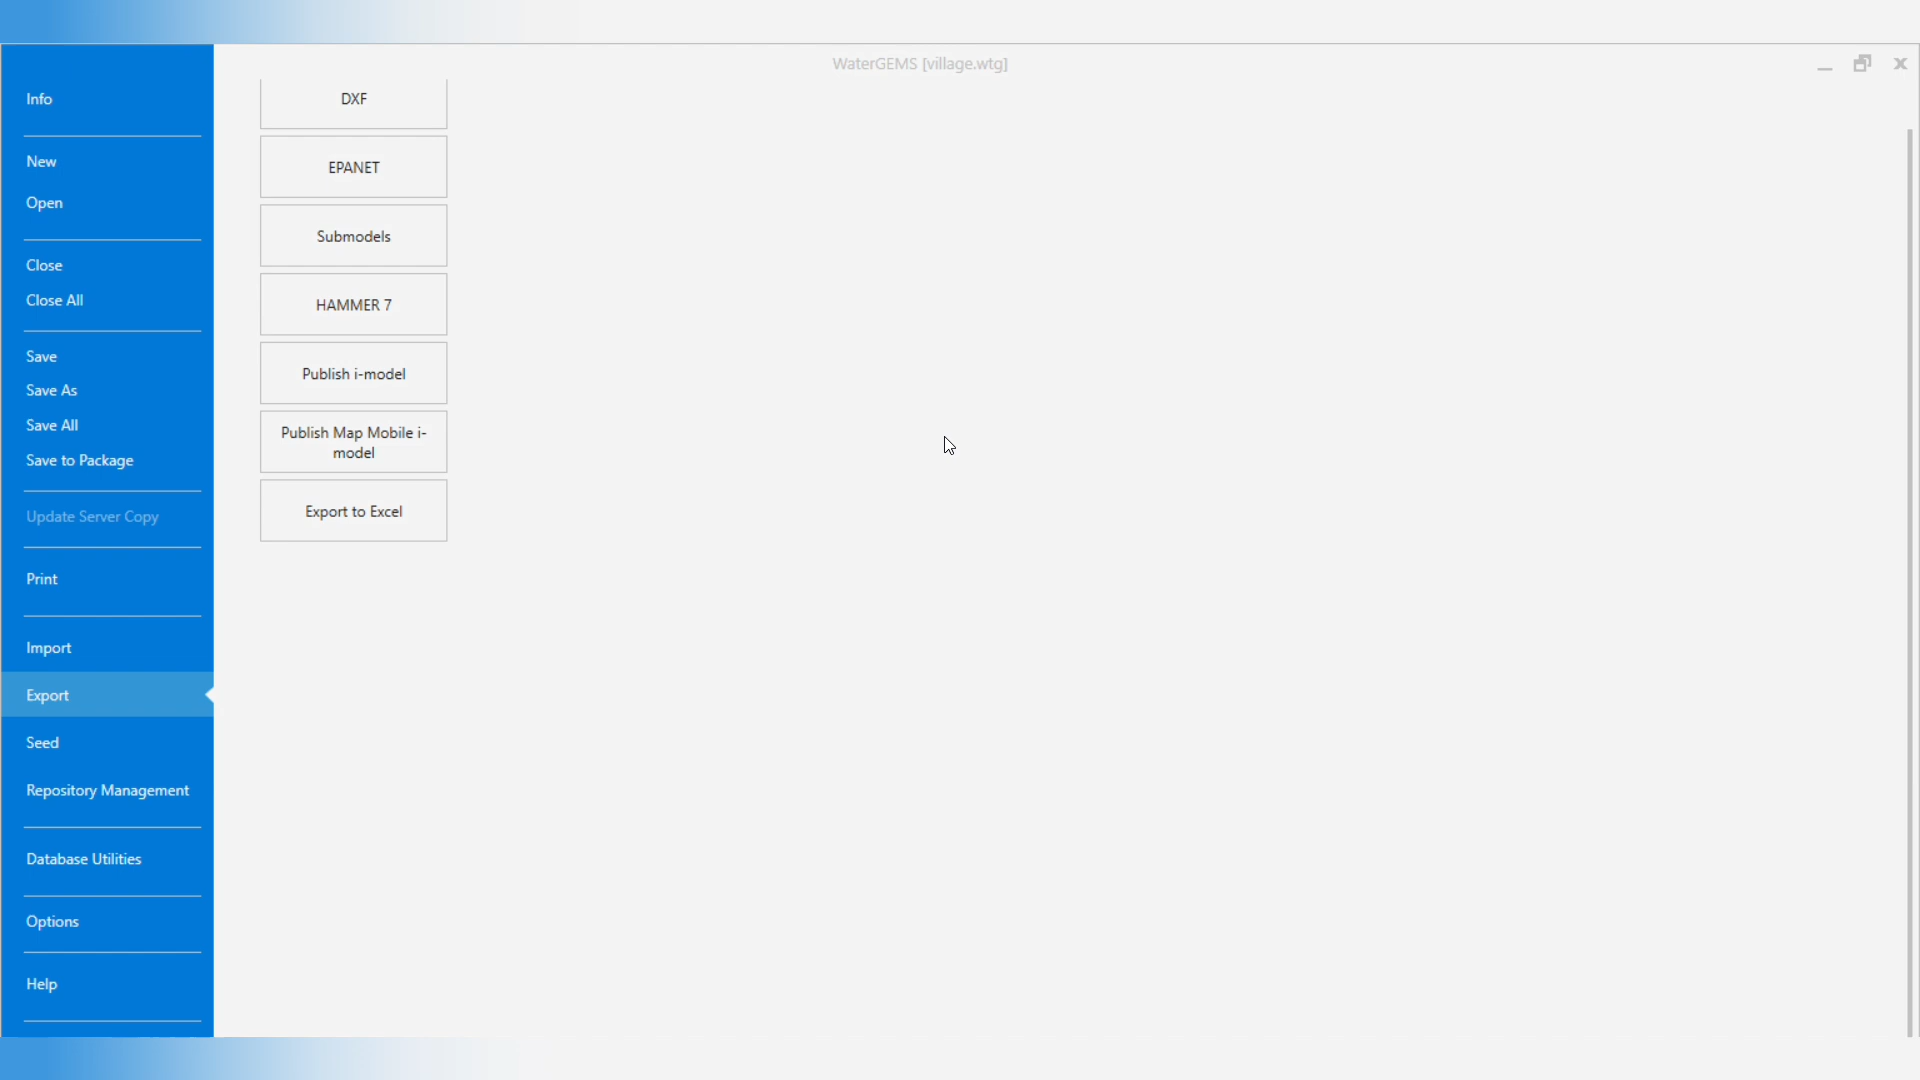 WaterGEMS [village.wtg]
Info
New
Open
Close
Close All
Save
Save As
Save All
Save to Package
Update Server Copy
Print
Import
Export
Seed
Repository Management
Database Utilities
Options
Help
DXF
EPANET
Submodels
HAMMER 7
Publish i-model
Publish Map Mobile i-
model
Export to Excel